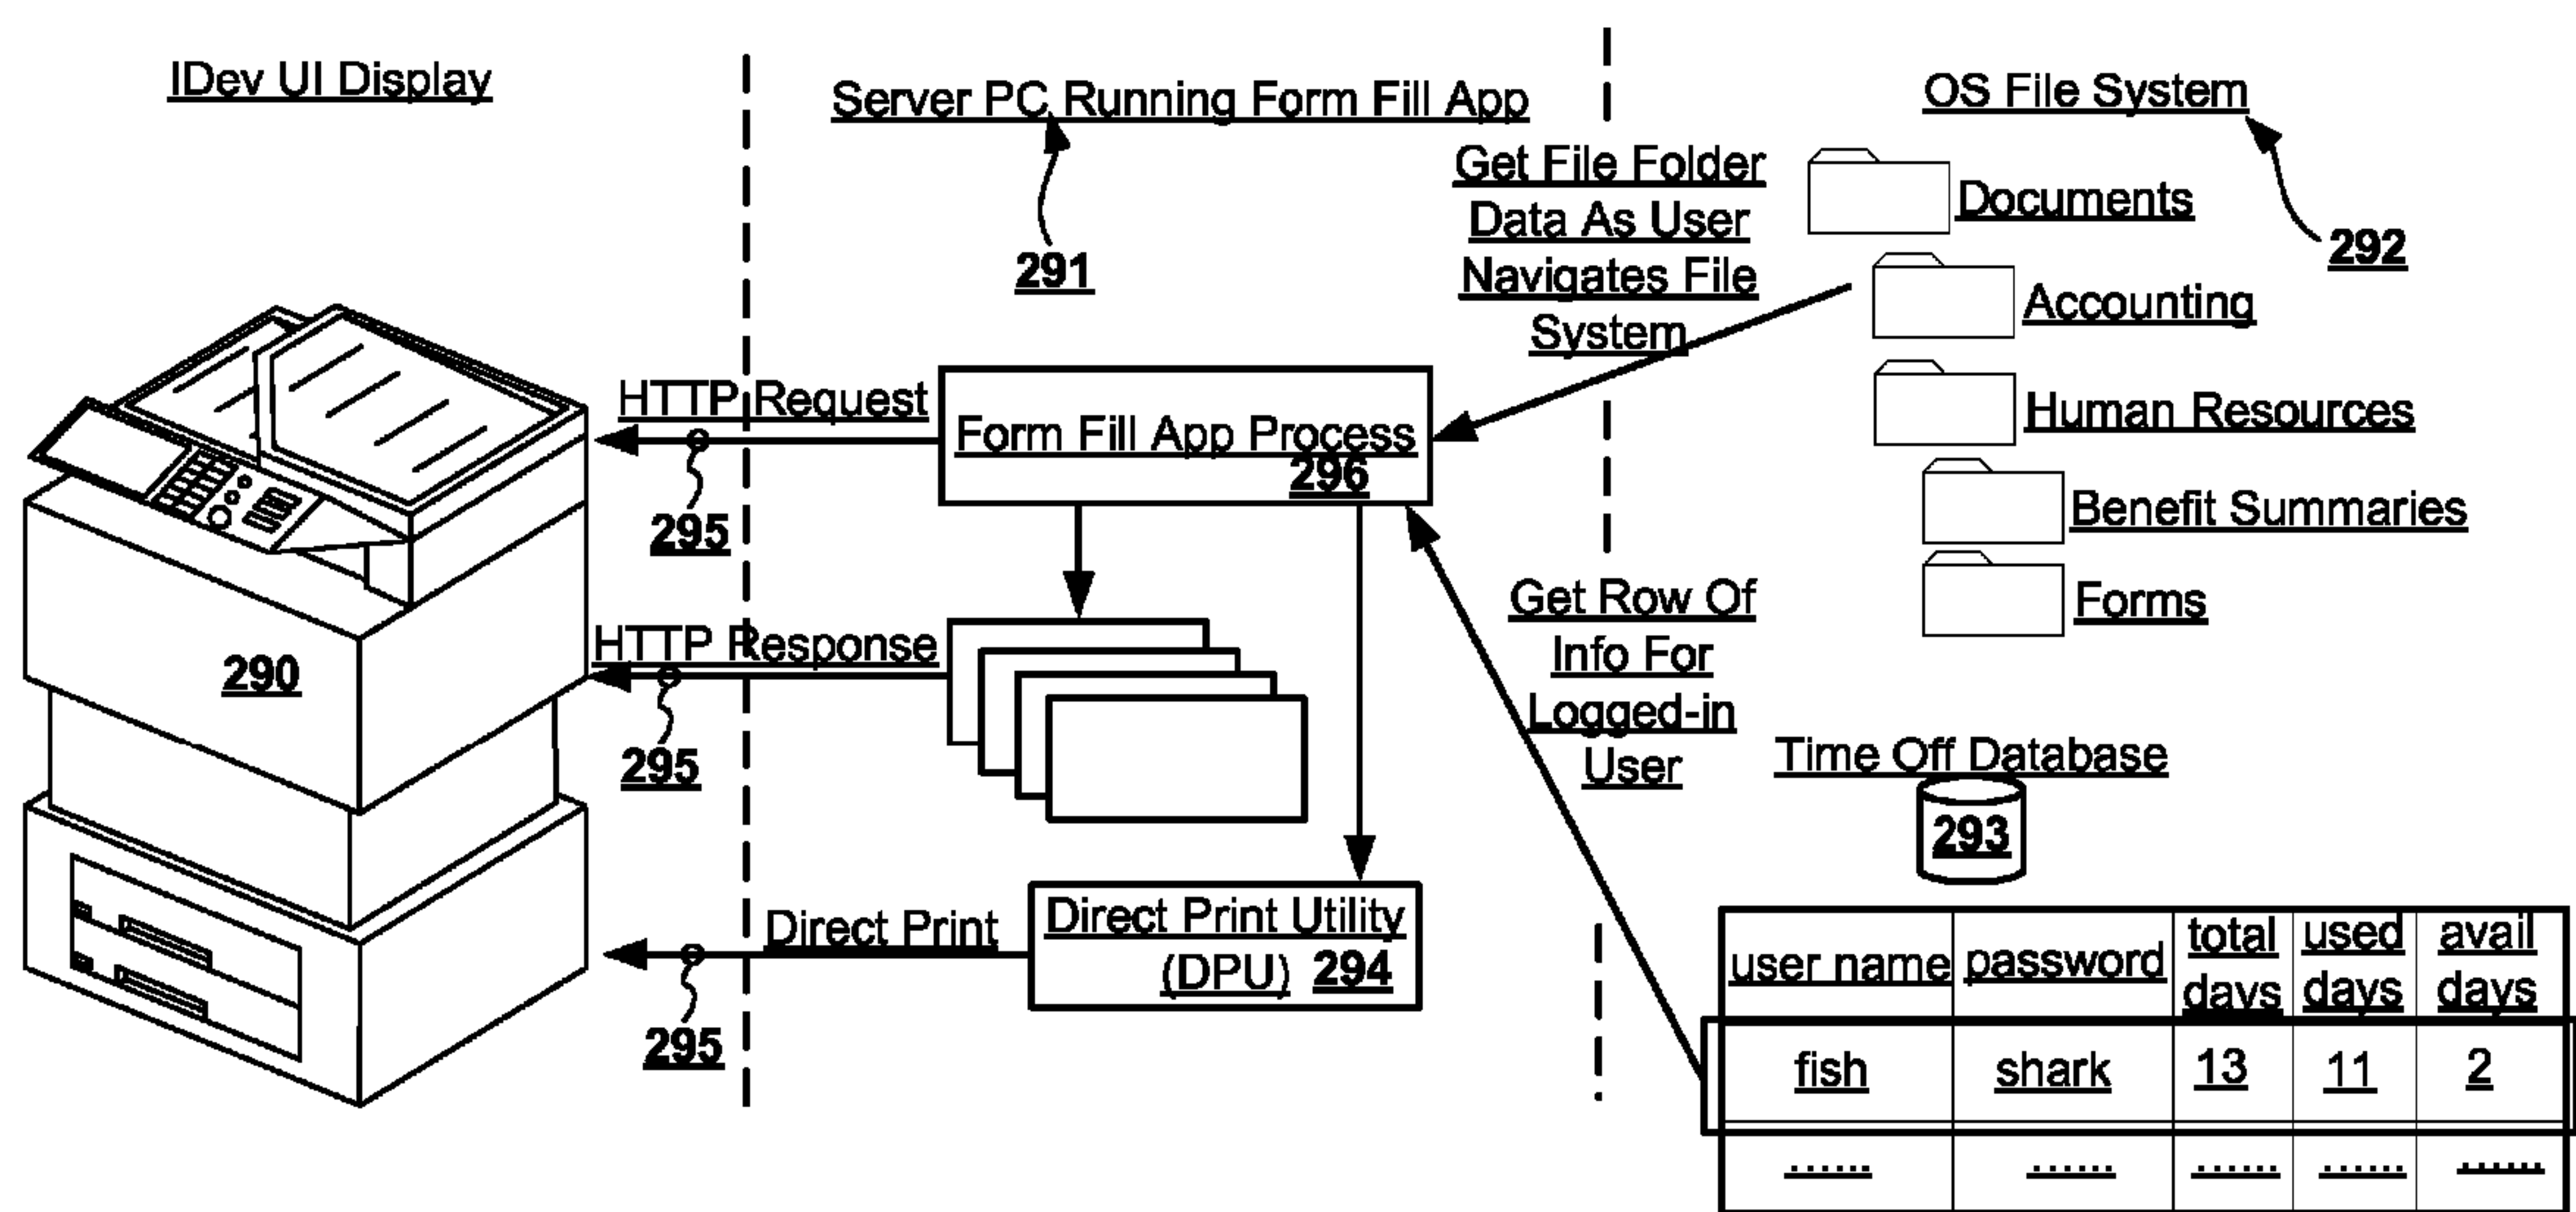 IDev UI Display
Server PC Running Form Fill App
291
OS File System
292
Get File Folder
Data As User
Navigates File
System
Documents
Accounting
Human Resources
Benefit Summaries
Forms
HTTP Request
295
Form Fill App Process
296
HTTP Response
295
290
Get Row Of
Info For
Logged-in
User
Time Off Database
293
Direct Print
295
Direct Print Utility
(DPU) 294
user name password total days used days avail days
fish shark 13 11 2
...... ...... ...... ...... ......